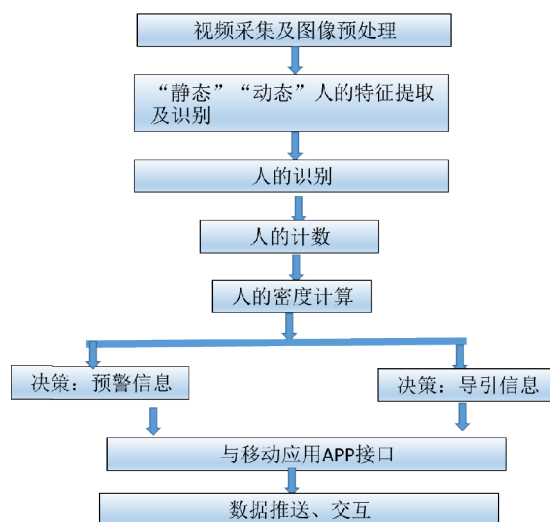 视频采集及图像预处理
“静态”“动态”人的特征提取
及识别
人的识别
人的计数
人的密度计算
决策：预警信息
决策：导引信息
与移动应用APP接口
数据推送、交互